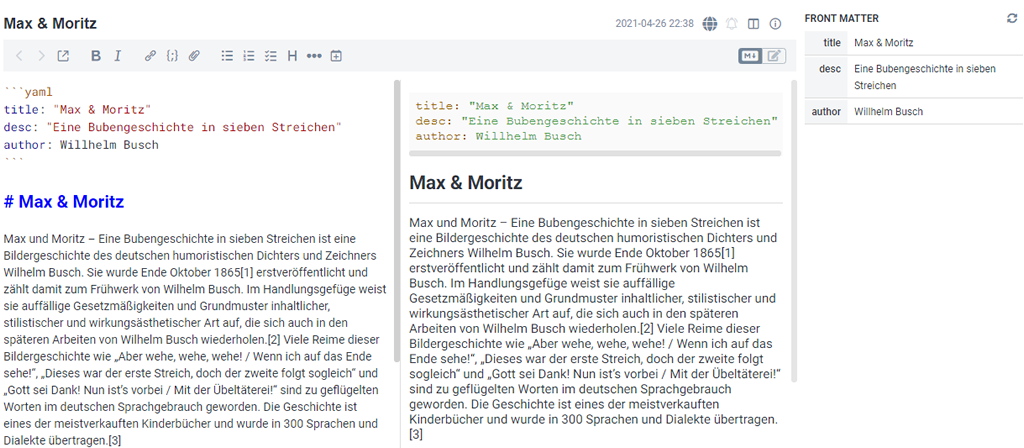 Max & Moritz
2021-04-26 22:38
B I H M↓
```yaml
title: "Max & Moritz"
desc: "Eine Bubengeschichte in sieben Streichen"
author: Willhelm Busch
```
# Max & Moritz
Max und Moritz – Eine Bubengeschichte in sieben Streichen ist eine
Bildergeschichte des deutschen humoristischen Dichters und Zeichners
Wilhelm Busch. Sie wurde Ende Oktober 1865[1] erstveröffentlicht und
zählt damit zum Frühwerk von Wilhelm Busch. Im Handlungsgefüge weist
sie auffällige Gesetzmäßigkeiten und Grundmuster inhaltlicher,
stilistischer und wirkungsästhetischer Art auf, die sich auch in den
späteren Arbeiten von Wilhelm Busch wiederholen.[2] Viele Reime dieser
Bildergeschichte wie „Aber wehe, wehe, wehe! / Wenn ich auf das Ende
sehe!“, „Dieses war der erste Streich, doch der zweite folgt sogleich“ und
„Gott sei Dank! Nun ist’s vorbei / Mit der Übeltäterei!“ sind zu geflügelten
Worten im deutschen Sprachgebrauch geworden. Die Geschichte ist
eines der meistverkauften Kinderbücher und wurde in 300 Sprachen und
Dialekte übertragen.[3]
title: "Max & Moritz"
desc: "Eine Bubengeschichte in sieben Streichen"
author: Willhelm Busch
Max & Moritz
Max und Moritz – Eine Bubengeschichte in sieben Streichen ist
eine Bildergeschichte des deutschen humoristischen Dichters und
Zeichners Wilhelm Busch. Sie wurde Ende Oktober 1865[1]
erstveröffentlicht und zählt damit zum Frühwerk von Wilhelm
Busch. Im Handlungsgefüge weist sie auffällige
Gesetzmäßigkeiten und Grundmuster inhaltlicher, stilistischer und
wirkungsästhetischer Art auf, die sich auch in den späteren
Arbeiten von Wilhelm Busch wiederholen.[2] Viele Reime dieser
Bildergeschichte wie „Aber wehe, wehe, wehe! / Wenn ich auf das
Ende sehe!“, „Dieses war der erste Streich, doch der zweite folgt
sogleich“ und „Gott sei Dank! Nun ist’s vorbei / Mit der Übeltäterei!“
sind zu geflügelten Worten im deutschen Sprachgebrauch
geworden. Die Geschichte ist eines der meistverkauften
Kinderbücher und wurde in 300 Sprachen und Dialekte übertragen.
[3]
FRONT MATTER
title Max & Moritz
desc Eine Bubengeschichte in sieben
Streichen
author Willhelm Busch